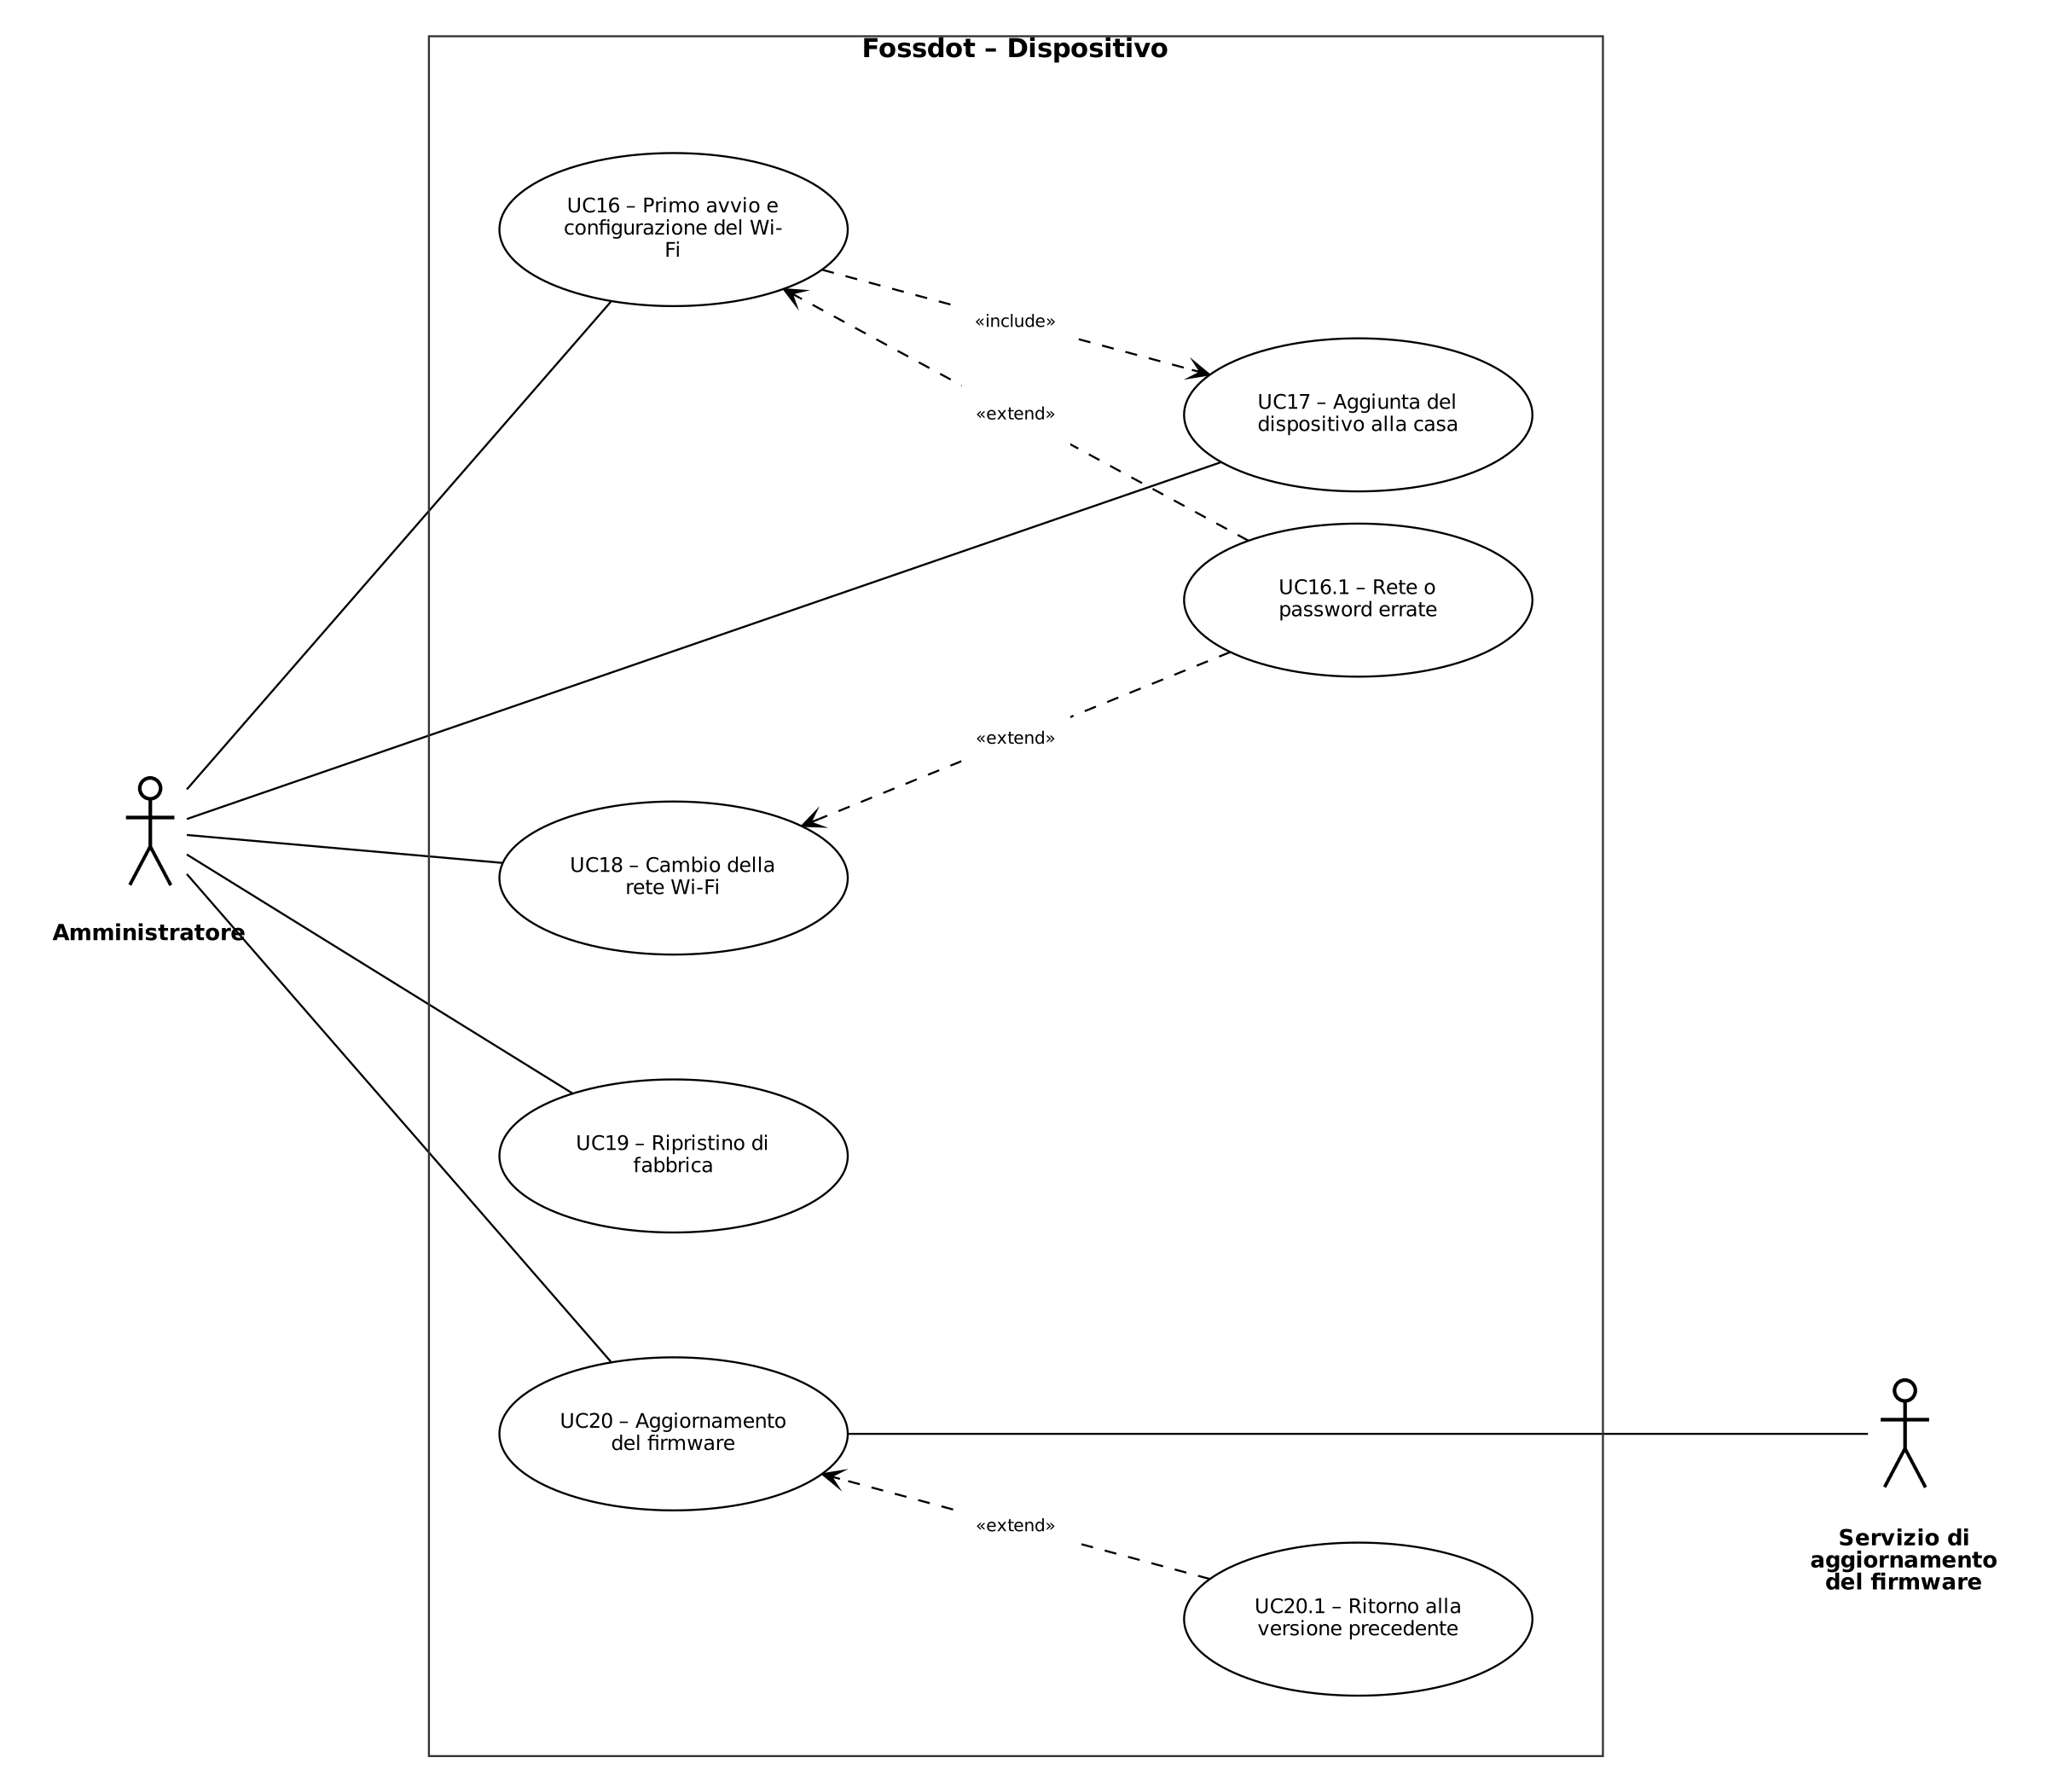 Fossdot – Dispositivo
UC16 – Primo avvio e
configurazione del Wi-
Fi
«include»
UC17 – Aggiunta del
dispositivo alla casa
«extend»
UC16.1 – Rete o
password errate
«extend»
UC18 – Cambio della
rete Wi-Fi
Amministratore
UC19 – Ripristino di
fabbrica
UC20 – Aggiornamento
del firmware
«extend»
Servizio di
aggiornamento
del firmware
UC20.1 – Ritorno alla
versione precedente